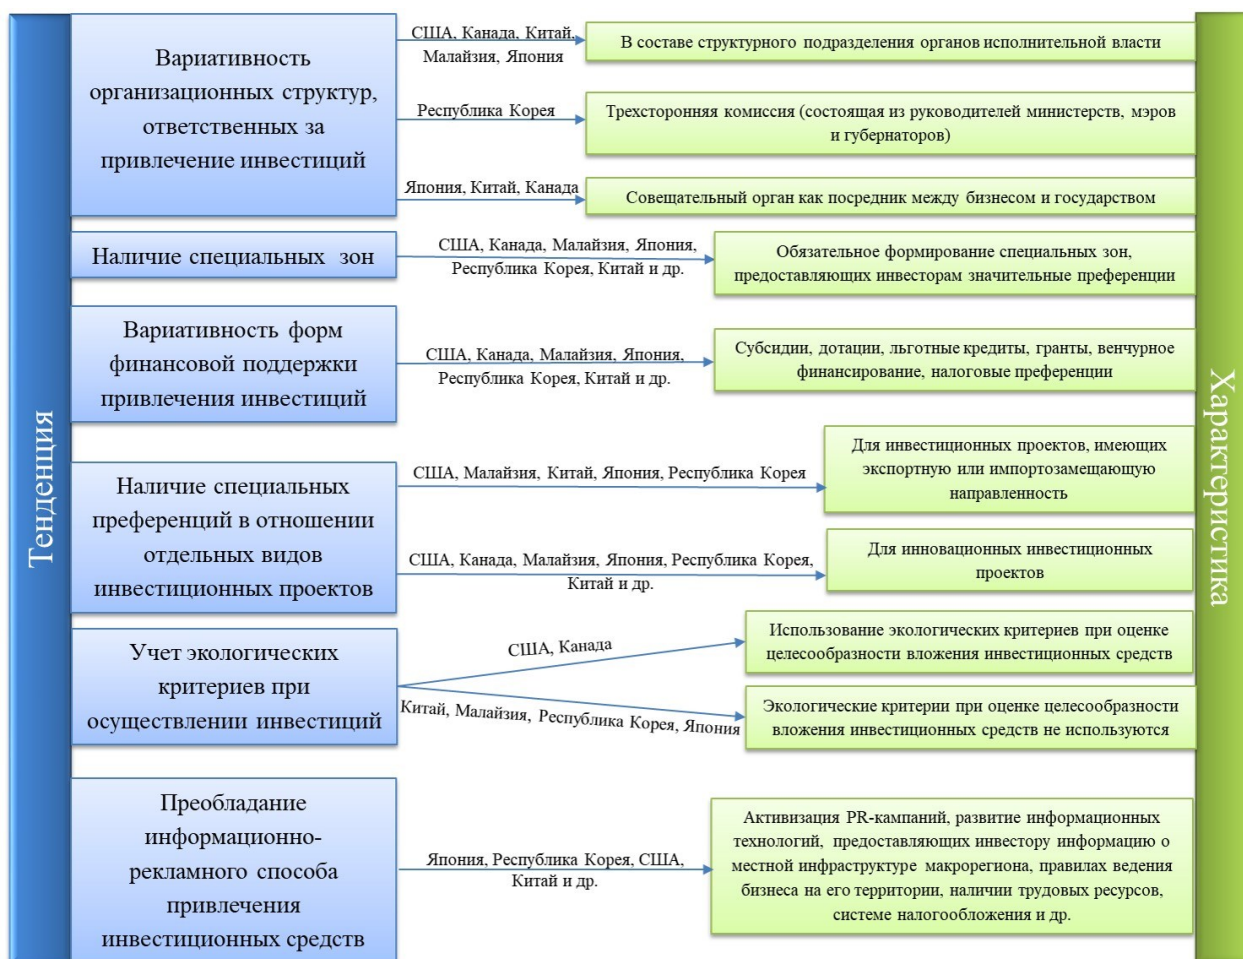 Тенденция
Вариативность
организационных структур,
ответственных за
привлечение инвестиций
США, Канада, Китай,
Малайзия, Япония
В составе структурного подразделения органов исполнительной власти
Республика Корея
Трехсторонняя комиссия (состоящая из руководителей министерств, мэров
и губернаторов)
Япония, Китай, Канада
Совещательный орган как посредник между бизнесом и государством
Наличие специальных зон
США, Канада, Малайзия, Япония,
Республика Корея, Китай и др.
Обязательное формирование специальных зон,
предоставляющих инвесторам значительные преференции
Вариативность форм
финансовой поддержки
привлечения инвестиций
США, Канада, Малайзия, Япония,
Республика Корея, Китай и др.
Субсидии, дотации, льготные кредиты, гранты, венчурное
финансирование, налоговые преференции
Наличие специальных
преференций в отношении
отдельных видов
инвестиционных проектов
США, Малайзия, Китай, Япония, Республика Корея
Для инвестиционных проектов, имеющих
экспортную или импортозамещающую
направленность
США, Канада, Малайзия, Япония, Республика Корея,
Китай и др.
Для инновационных инвестиционных
проектов
Учет экологических
критериев при
осуществлении инвестиций
США, Канада
Использование экологических критериев при оценке
целесообразности вложения инвестиционных средств
Китай, Малайзия, Республика Корея, Япония
Экологические критерии при оценке целесообразности
вложения инвестиционных средств не используются
Преобладание
информационно-
рекламного способа
привлечения
инвестиционных средств
Япония, Республика Корея, США,
Китай и др.
Активизация PR-кампаний, развитие информационных
технологий, предоставляющих инвестору информацию о
местной инфраструктуре макрорегиона, правилах ведения
бизнеса на его территории, наличии трудовых ресурсов,
системе налогообложения и др.
Характеристика